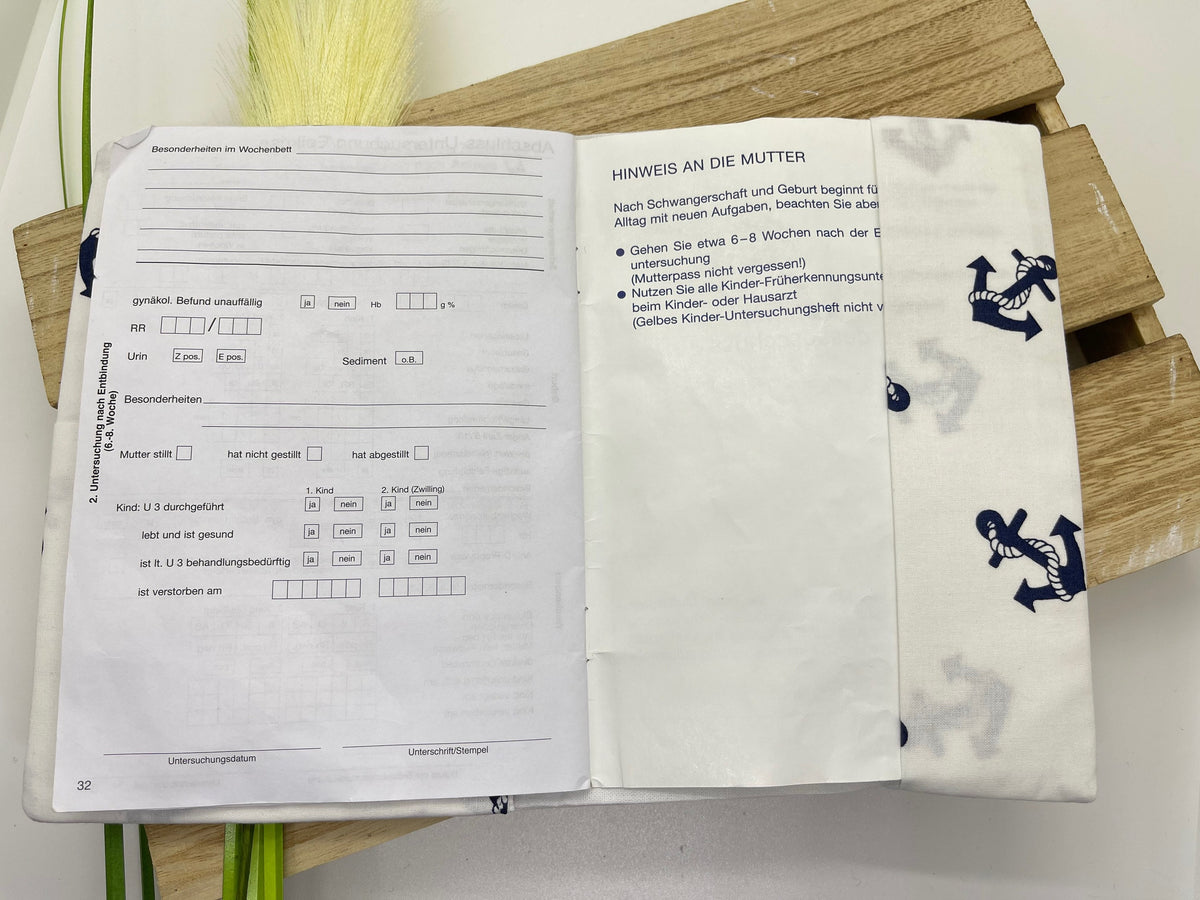 Besonderheiten im Wochenbett
gynäkol. Befund unauffällig ja nein Hb g %
RR /
Urin Z pos. E pos. Sediment o.B.
2. Untersuchung nach Entbindung
(6.-8. Woche)
Besonderheiten
Mutter stillt hat nicht gestillt hat abgestillt
1. Kind 2. Kind (Zwilling)
Kind: U 3 durchgeführt ja nein ja nein
lebt und ist gesund ja nein ja nein
ist lt. U 3 behandlungsbedürftig ja nein ja nein
ist verstorben am
Untersuchungsdatum Unterschrift/Stempel
32
HINWEIS AN DIE MUTTER
Nach Schwangerschaft und Geburt beginnt fü
Alltag mit neuen Aufgaben, beachten Sie aber
● Gehen Sie etwa 6–8 Wochen nach der E
untersuchung
(Mutterpass nicht vergessen!)
● Nutzen Sie alle Kinder-Früherkennungsunte
beim Kinder- oder Hausarzt
(Gelbes Kinder-Untersuchungsheft nicht v